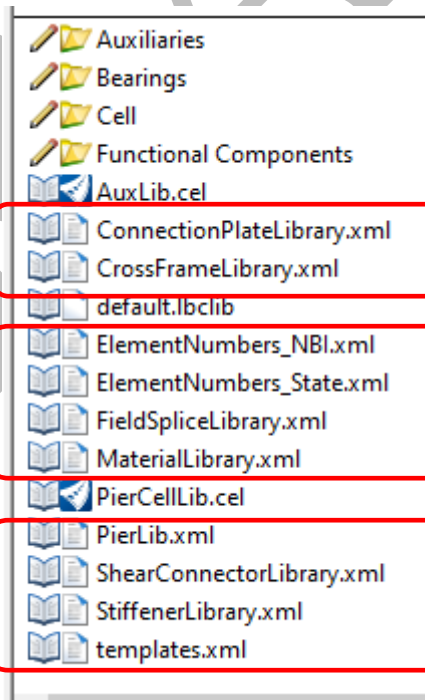 Auxiliaries
Bearings
Cell
Functional Components
AuxLib.cel
ConnectionPlateLibrary.xml
CrossFrameLibrary.xml
default.lbclib
ElementNumbers_NBI.xml
ElementNumbers_State.xml
FieldSpliceLibrary.xml
MaterialLibrary.xml
PierCellLib.cel
PierLib.xml
ShearConnectorLibrary.xml
StiffenerLibrary.xml
templates.xml